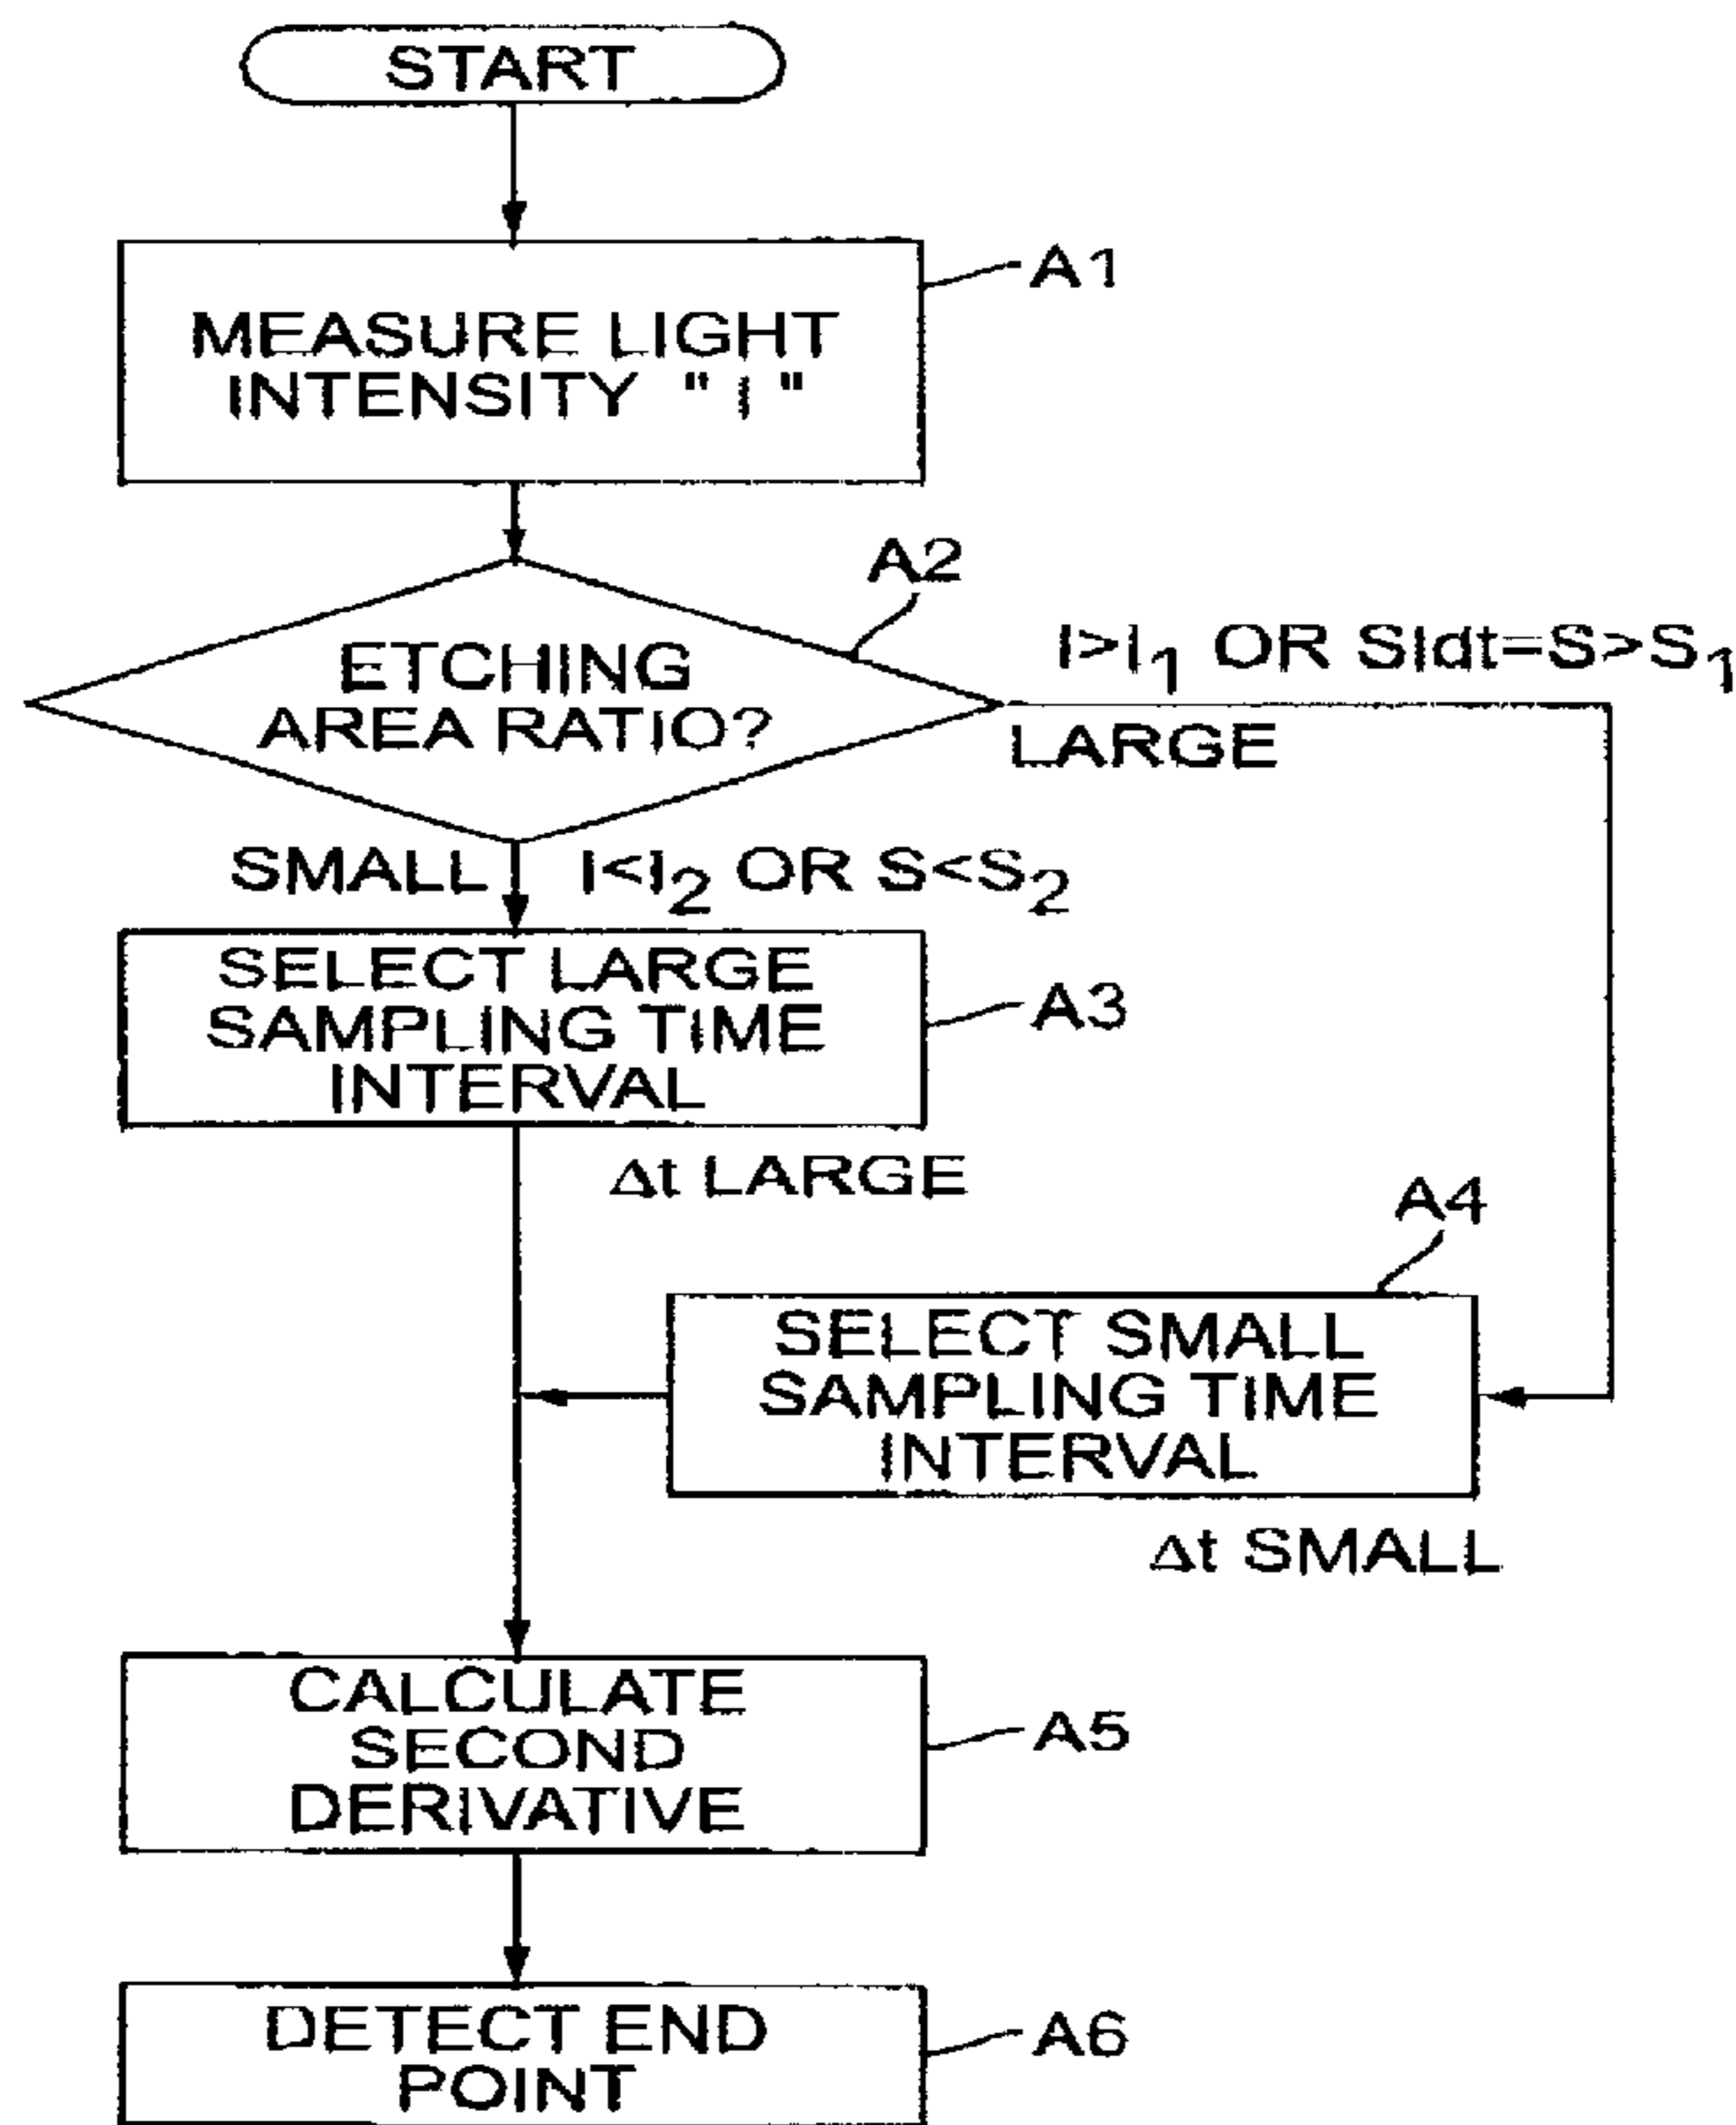 START
MEASURE LIGHT
INTENSITY "I"
A1
A2
ETCHING
AREA RATIO?
I>I1 OR SIdt=S>S1
LARGE
SMALL
I<I2 OR S<S2
SELECT LARGE
SAMPLING TIME
INTERVAL
A3
Δt LARGE
A4
SELECT SMALL
SAMPLING TIME
INTERVAL
Δt SMALL
CALCULATE
SECOND
DERIVATIVE
A5
DETECT END
POINT
A6